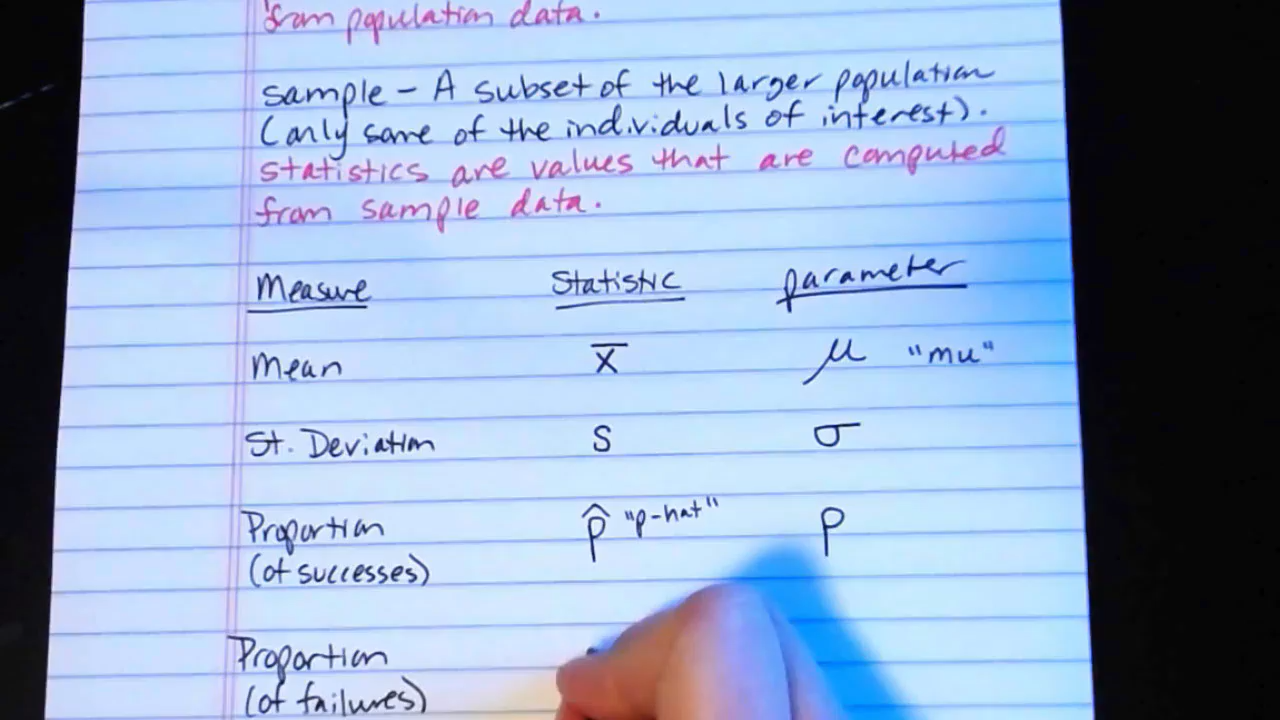 from population data.
sample - A subset of the larger population
(only some of the individuals of interest).
Statistics are values that are computed
from sample data.
Measure Statistic parameter
Mean x̅ μ "mu"
St. Deviation s σ
Proportion p̂ "p-hat" p
(of successes)
Proportion
(of failures)